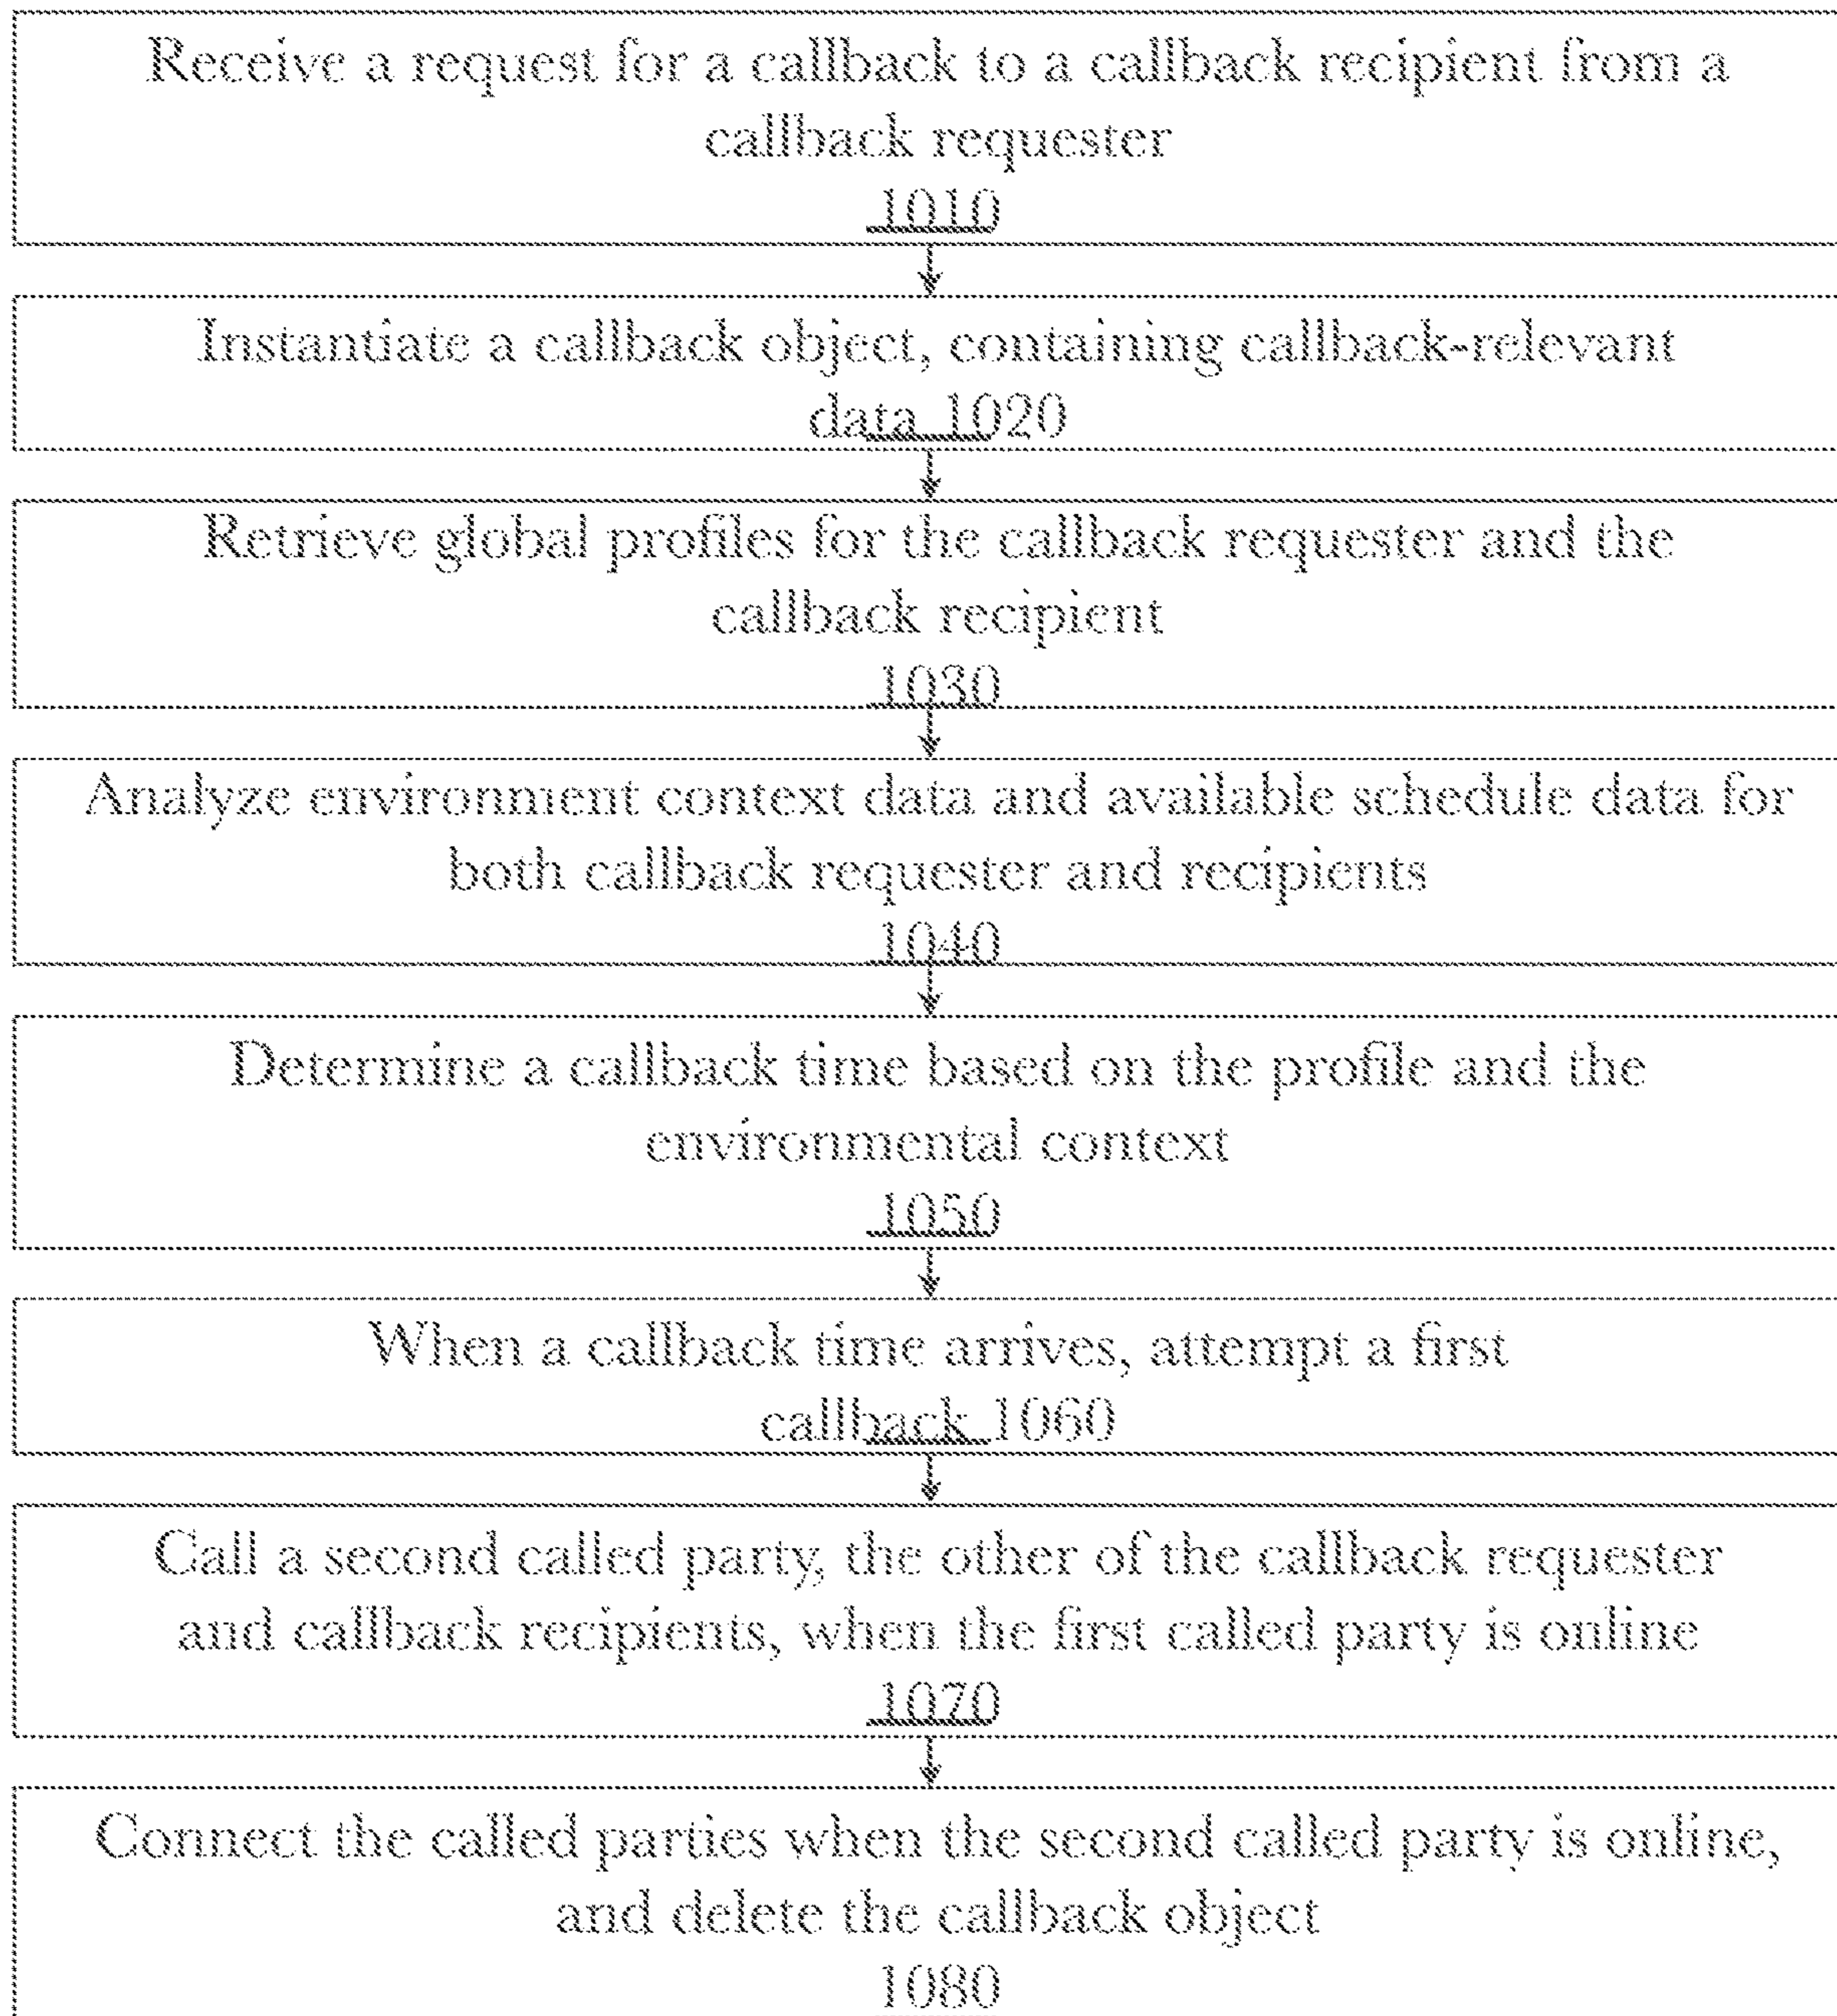 Receive a request for a callback to a callback recipient from a
callback requester
1010
Instantiate a callback object, containing callback-relevant
data 1020
Retrieve global profiles for the callback requester and the
callback recipient
1030
Analyze environment context data and available schedule data for
both callback requester and recipients
1040
Determine a callback time based on the profile and the
environmental context
1050
When a callback time arrives, attempt a first
callback 1060
Call a second called party, the other of the callback requester
and callback recipients, when the first called party is online
1070
Connect the called parties when the second called party is online,
and delete the callback object
1080